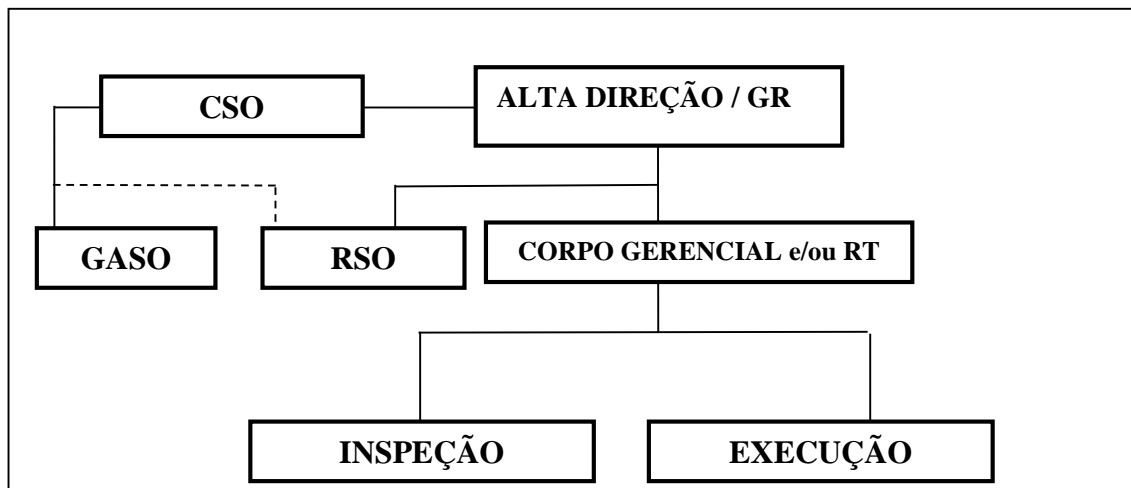 CSO
ALTA DIREÇÃO / GR
GASO
RSO
CORPO GERENCIAL e/ou RT
INSPEÇÃO
EXECUÇÃO